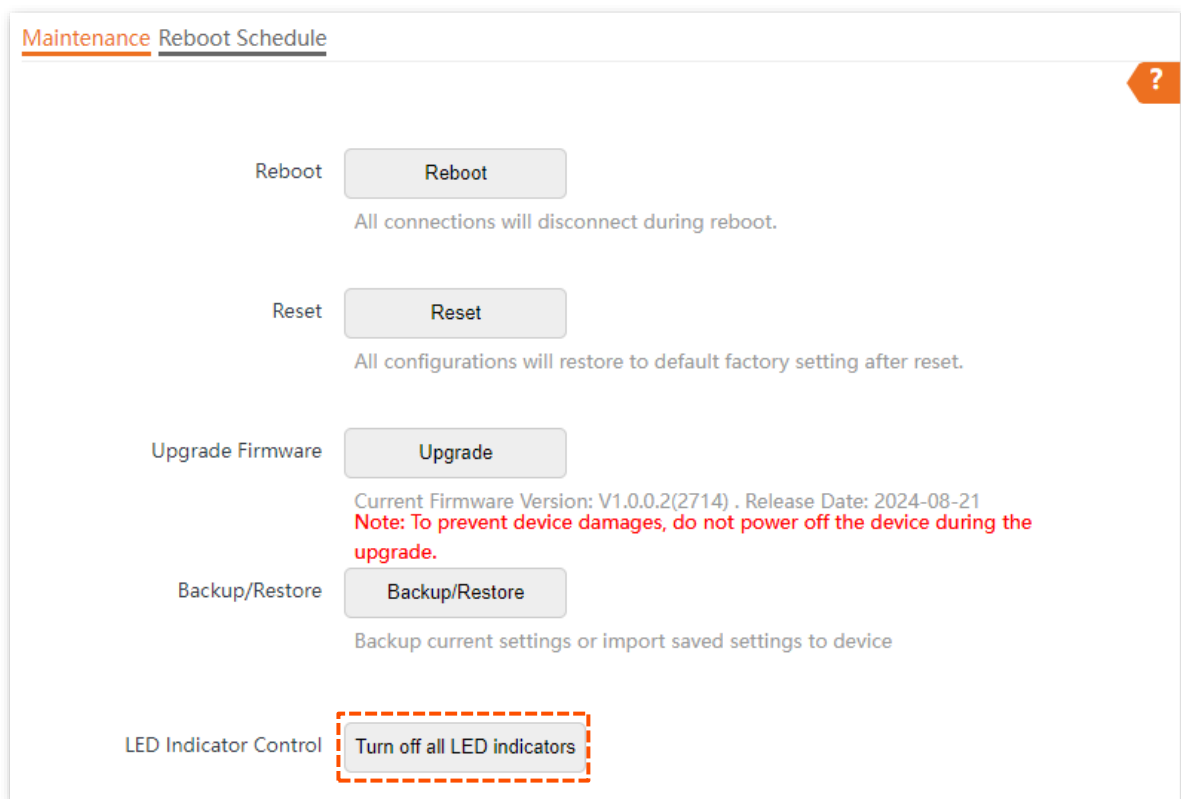 Maintenance Reboot Schedule
?
Reboot Reboot
All connections will disconnect during reboot.
Reset Reset
All configurations will restore to default factory setting after reset.
Upgrade Firmware Upgrade
Current Firmware Version: V1.0.0.2(2714) . Release Date: 2024-08-21
Note: To prevent device damages, do not power off the device during the
upgrade.
Backup/Restore Backup/Restore
Backup current settings or import saved settings to device
LED Indicator Control Turn off all LED indicators